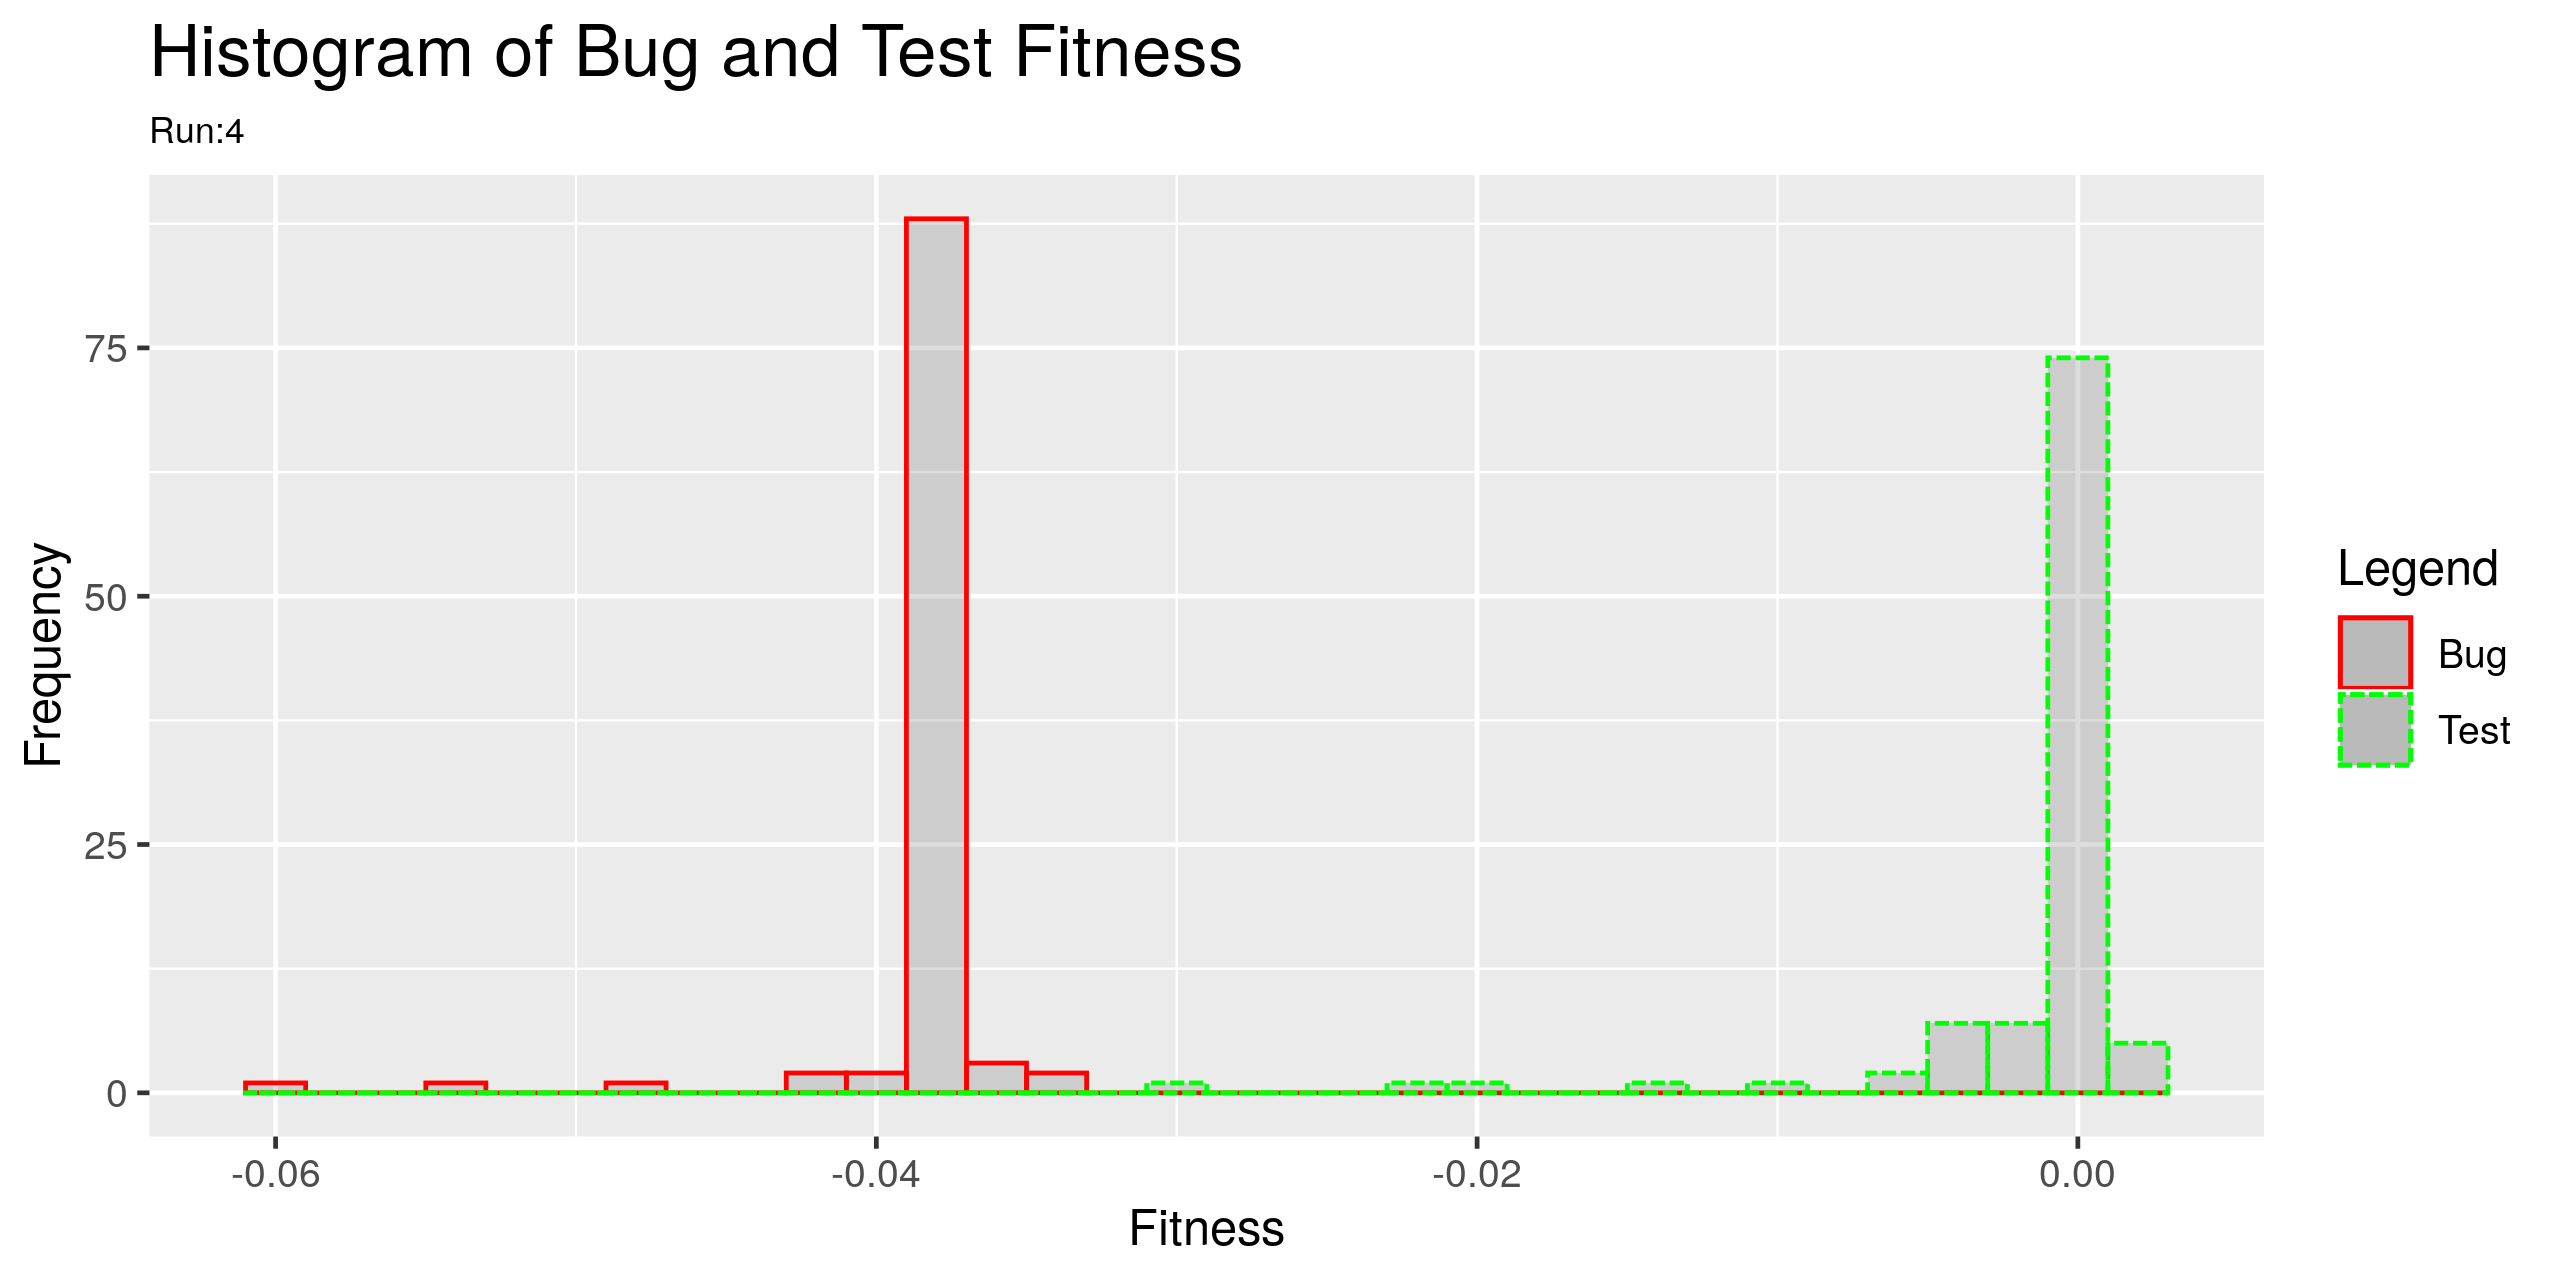 Histogram of Bug and Test Fitness
Run:4
Frequency
75
50
25
0
-0.06
-0.04
-0.02
0.00
Fitness
Legend
Bug
Test